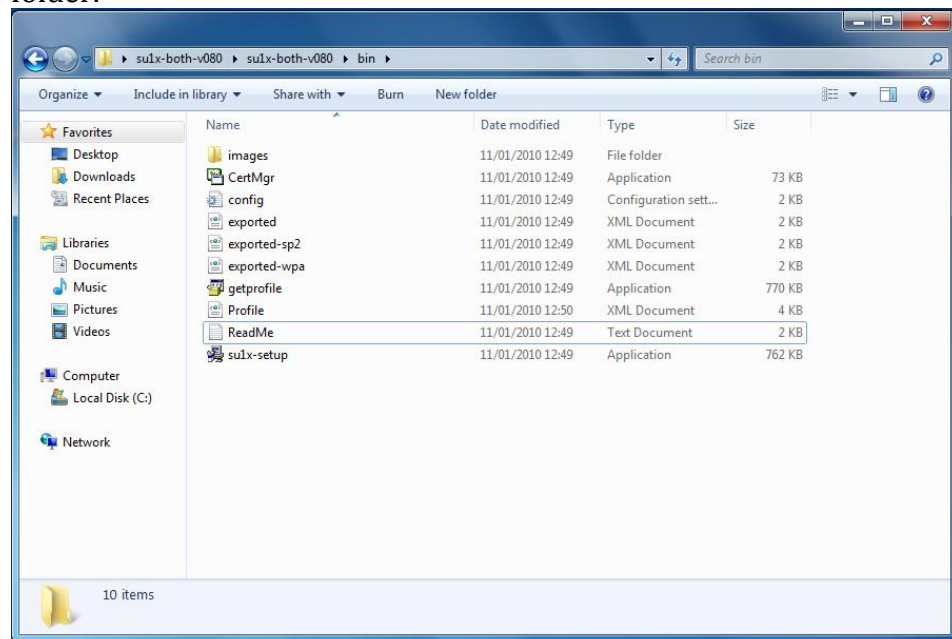 folder.
su1x-both-v080 su1x-both-v080 bin
Search bin
Organize Include in library Share with Burn New folder
Favorites
Desktop
Downloads
Recent Places
Libraries
Documents
Music
Pictures
Videos
Computer
Local Disk (C:)
Network
Name Date modified Type Size
images 11/01/2010 12:49 File folder
CertMgr 11/01/2010 12:49 Application 73 KB
config 11/01/2010 12:49 Configuration sett... 2 KB
exported 11/01/2010 12:49 XML Document 2 KB
exported-sp2 11/01/2010 12:49 XML Document 2 KB
exported-wpa 11/01/2010 12:49 XML Document 2 KB
getprofile 11/01/2010 12:49 Application 770 KB
Profile 11/01/2010 12:50 XML Document 4 KB
ReadMe 11/01/2010 12:49 Text Document 2 KB
su1x-setup 11/01/2010 12:49 Application 762 KB
10 items